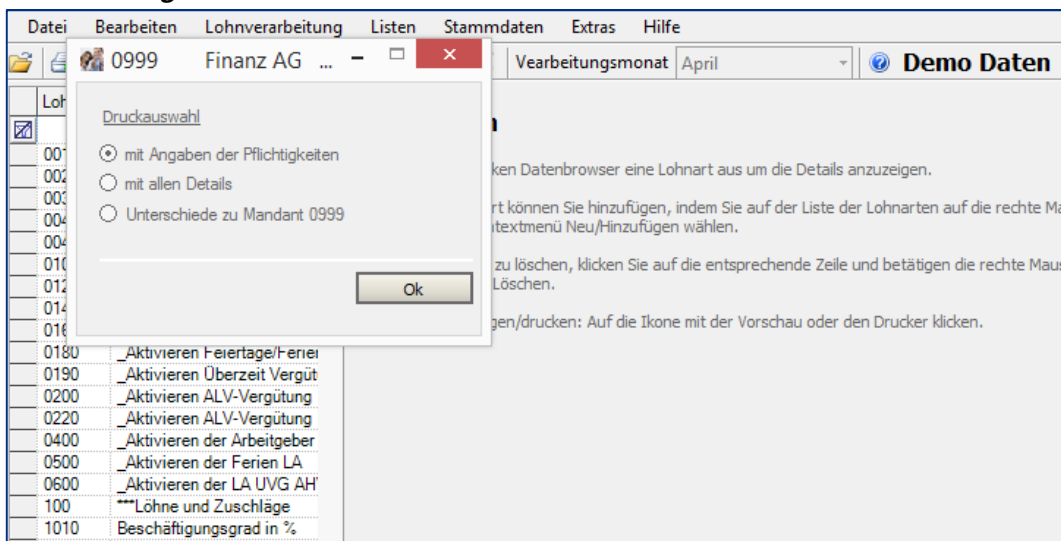 Datei Bearbeiten Lohnverarbeitung Listen Stammdaten Extras Hilfe
0999 Finanz AG ...
Vearbeitungsmonat April Demo Daten
Druckauswahl
mit Angaben der Pflichtigkeiten
mit allen Details
Unterschiede zu Mandant 0999
Ok
ken Datenbrowser eine Lohnart aus um die Details anzuzeigen.
rt können Sie hinzufügen, indem Sie auf der Liste der Lohnarten auf die rechte Ma
textmenü Neu/Hinzufügen wählen.
zu löschen, klicken Sie auf die entsprechende Zeile und betätigen die rechte Maus
Löschen.
gen/drucken: Auf die Ikone mit der Vorschau oder den Drucker klicken.
0180 _Aktivieren Feiertage/Ferien
0190 _Aktivieren Überzeit Vergüt
0200 _Aktivieren ALV-Vergütung
0220 _Aktivieren ALV-Vergütung
0400 _Aktivieren der Arbeitgeber
0500 _Aktivieren der Ferien LA
0600 _Aktivieren der LA UVG AH
100 ***Löhne und Zuschläge
1010 Beschäftigungsgrad in %